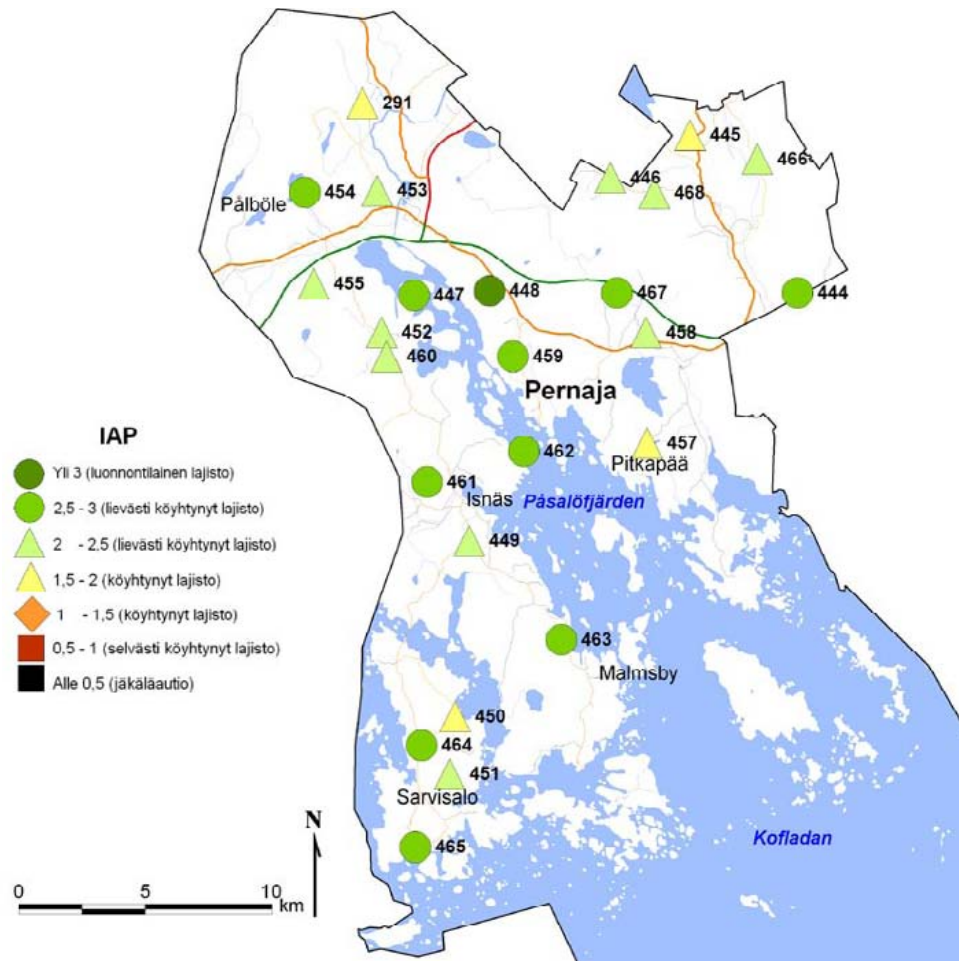 291
445
466
446
468
454
453
Pålböle
455
447
448
467
444
452
460
459
458
Pernaja
462
457
Pitkapää
461
Isnäs
Påsalöfjärden
449
463
Malmsby
450
464
451
Sarvisalo
465
Kofladan
IAP
Yli 3 (luonnontilainen lajisto)
2,5 - 3 (lievästi köyhtynyt lajisto)
2 - 2.5 (lievästi köyhtynyt lajisto)
1,5 - 2 (köyhtynyt lajisto)
1 - 1,5 (köyhtynyt lajisto)
0,5 - 1 (selvästi köyhtynyt lajisto)
Alle 0,5 (jäkäläautio)
N
0 5 10
km